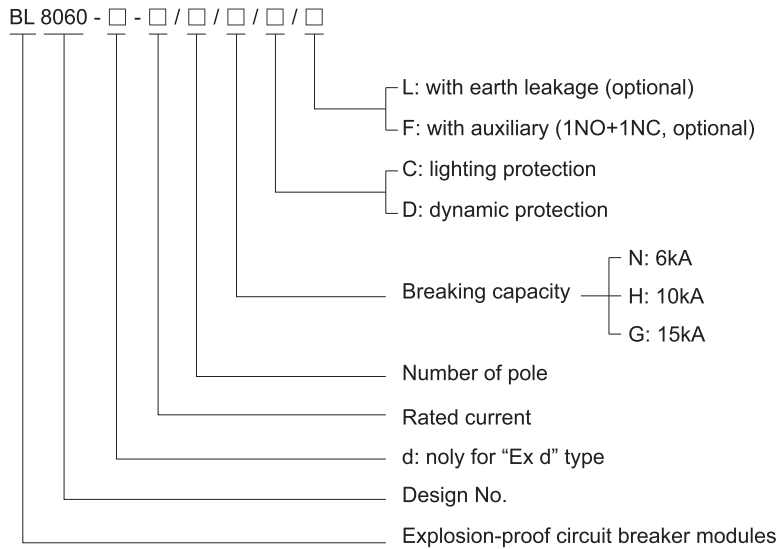 BL 8060 - □ - □ / □ / □ / □ / □
L: with earth leakage (optional)
F: with auxiliary (1NO+1NC, optional)
C: lighting protection
D: dynamic protection
N: 6kA
Breaking capacity
H: 10kA
G: 15kA
Number of pole
Rated current
d: noly for “Ex d” type
Design No.
Explosion-proof circuit breaker modules